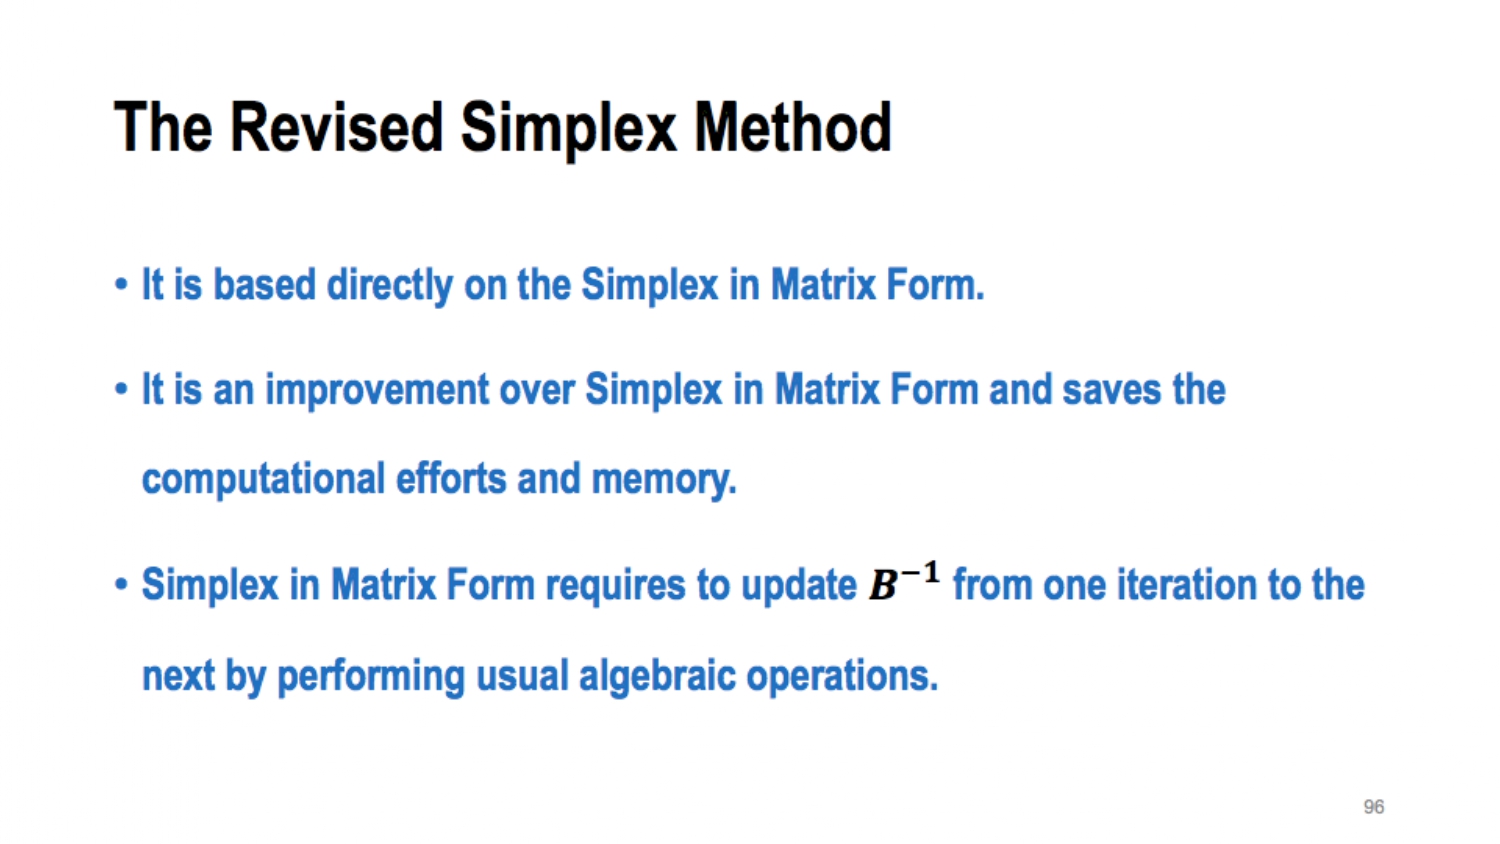 The Revised Simplex Method
• It is based directly on the Simplex in Matrix Form.
• It is an improvement over Simplex in Matrix Form and saves the
computational efforts and memory.
• Simplex in Matrix Form requires to update B⁻¹ from one iteration to the
next by performing usual algebraic operations.
96